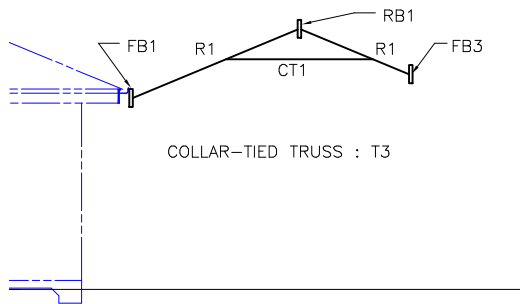 RB1
FB1
R1
R1
FB3
CT1
COLLAR-TIED TRUSS : T3